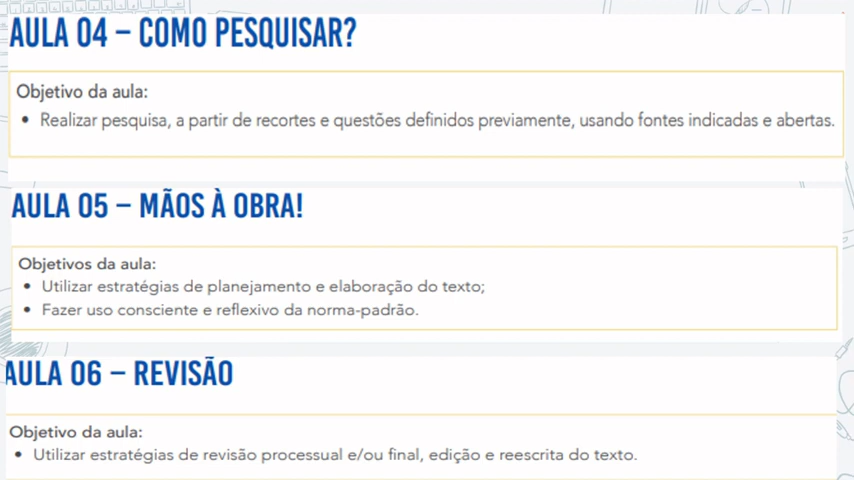 AULA 04 – COMO PESQUISAR?
Objetivo da aula:
• Realizar pesquisa, a partir de recortes e questões definidos previamente, usando fontes indicadas e abertas.
AULA 05 – MÃOS À OBRA!
Objetivos da aula:
• Utilizar estratégias de planejamento e elaboração do texto;
• Fazer uso consciente e reflexivo da norma-padrão.
AULA 06 – REVISÃO
Objetivo da aula:
• Utilizar estratégias de revisão processual e/ou final, edição e reescrita do texto.